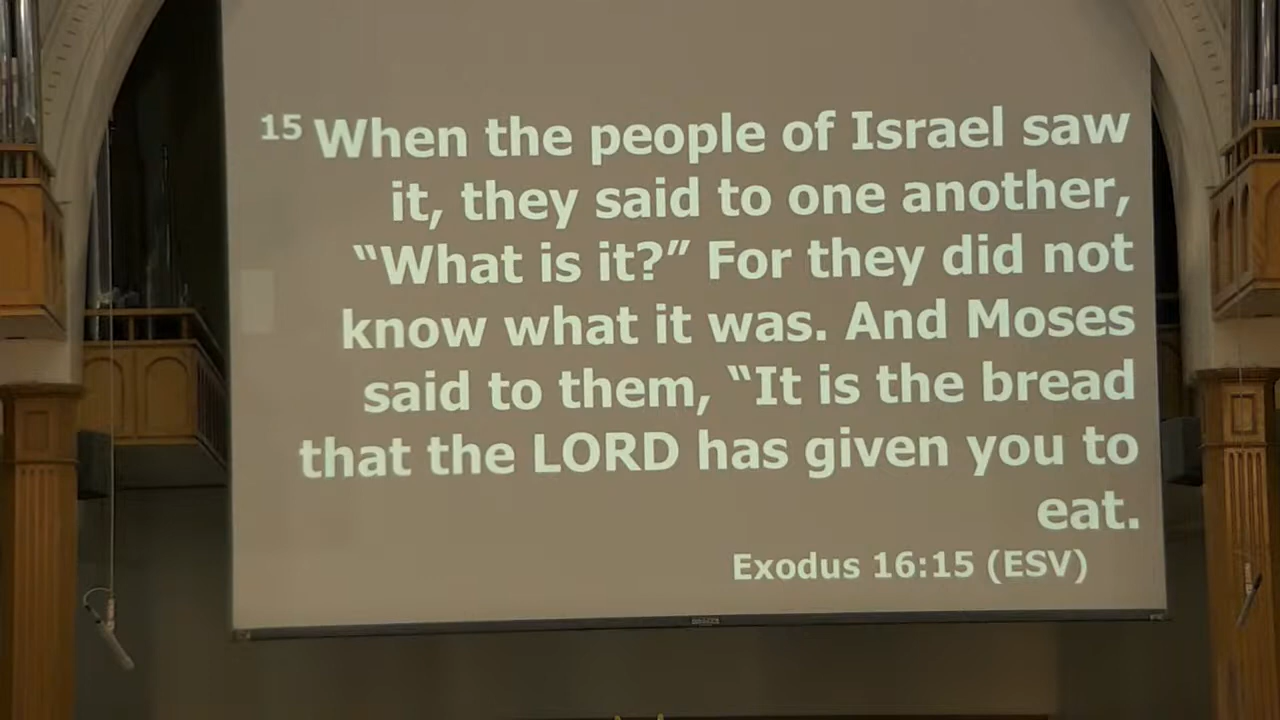 15 When the people of Israel saw
it, they said to one another,
“What is it?” For they did not
know what it was. And Moses
said to them, “It is the bread
that the LORD has given you to
eat.
Exodus 16:15 (ESV)